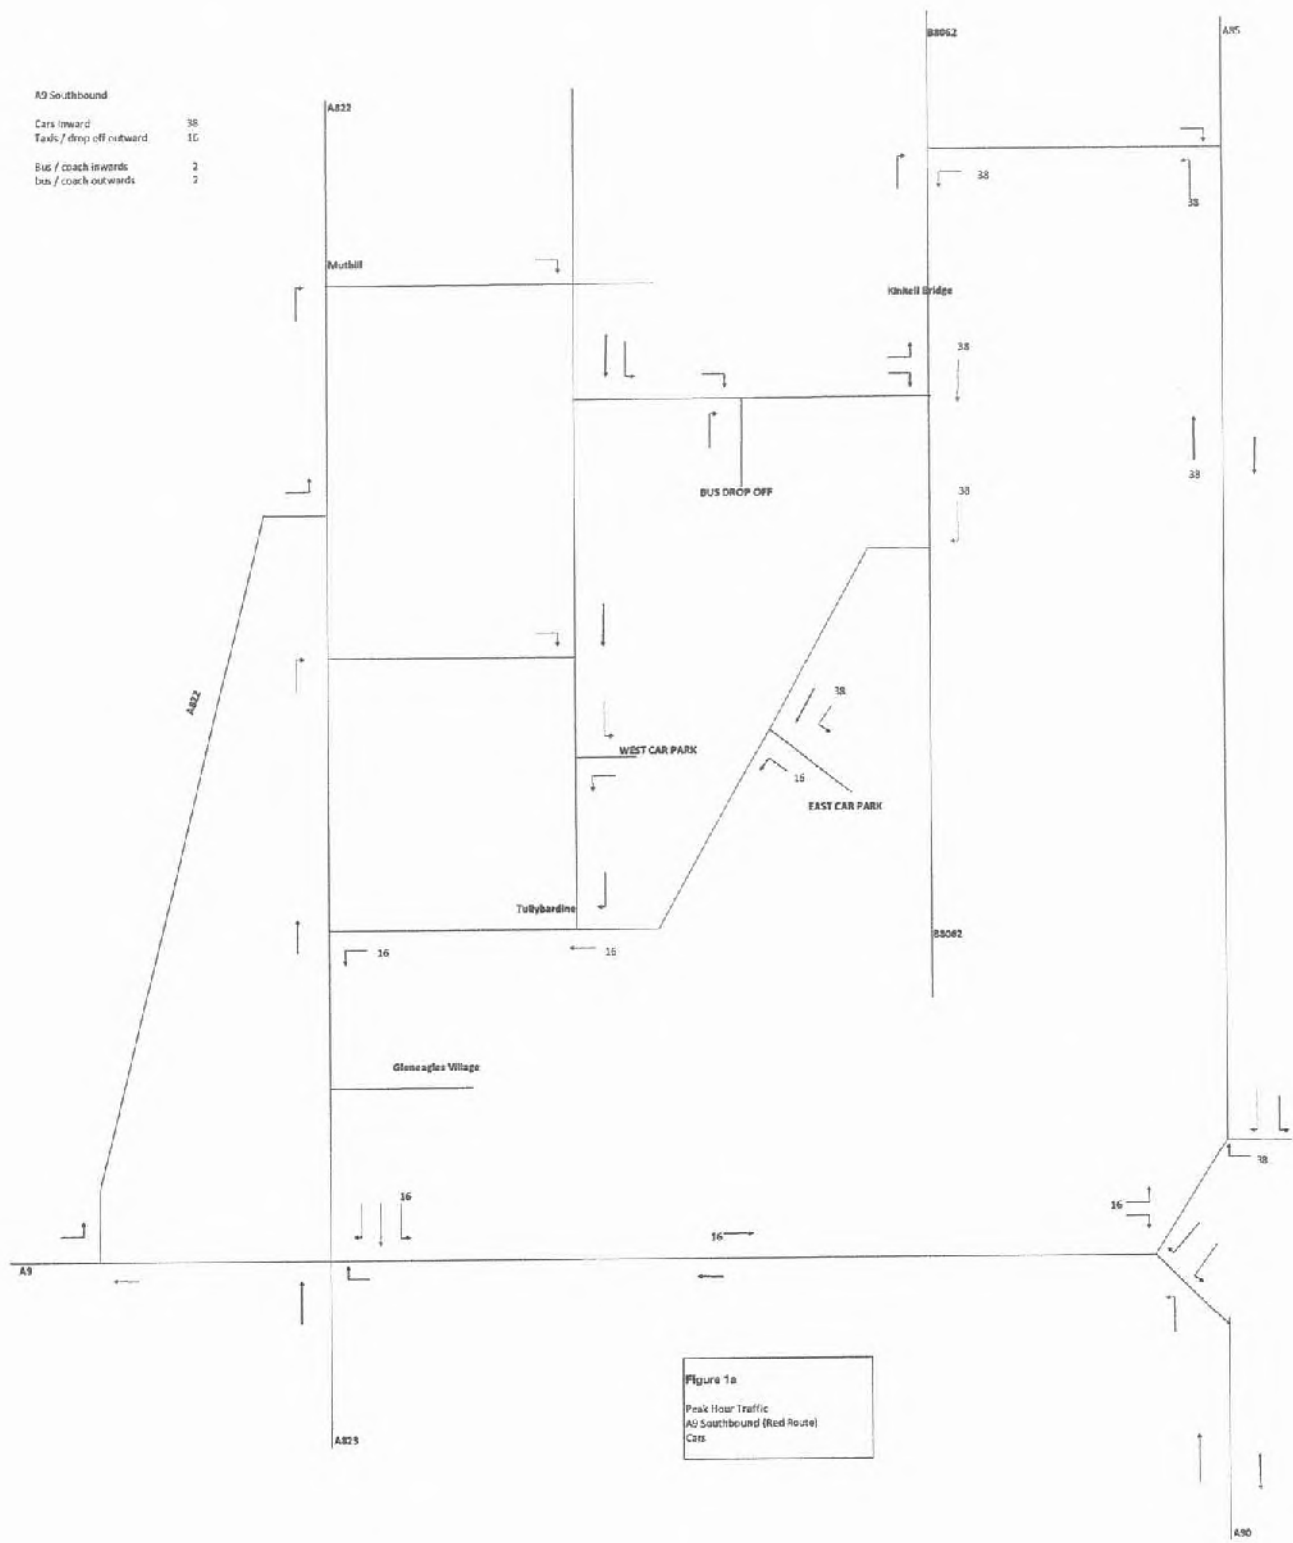 B8062
A85
A9 Southbound
Cars Inward 38
Taxis / drop off outward 16
Bus / coach inwards 2
bus / coach outwards 2
A822
38
38
Muthill
Kinkell Bridge
38
38
BUS DROP OFF
38
A822
38
WEST CAR PARK
16
EAST CAR PARK
Tullybardine
B8062
16
16
Gleneagles Village
38
16
16
16
A9
Figure 1a
Peak Hour Traffic
A9 Southbound (Red Route)
Cars
A823
A90